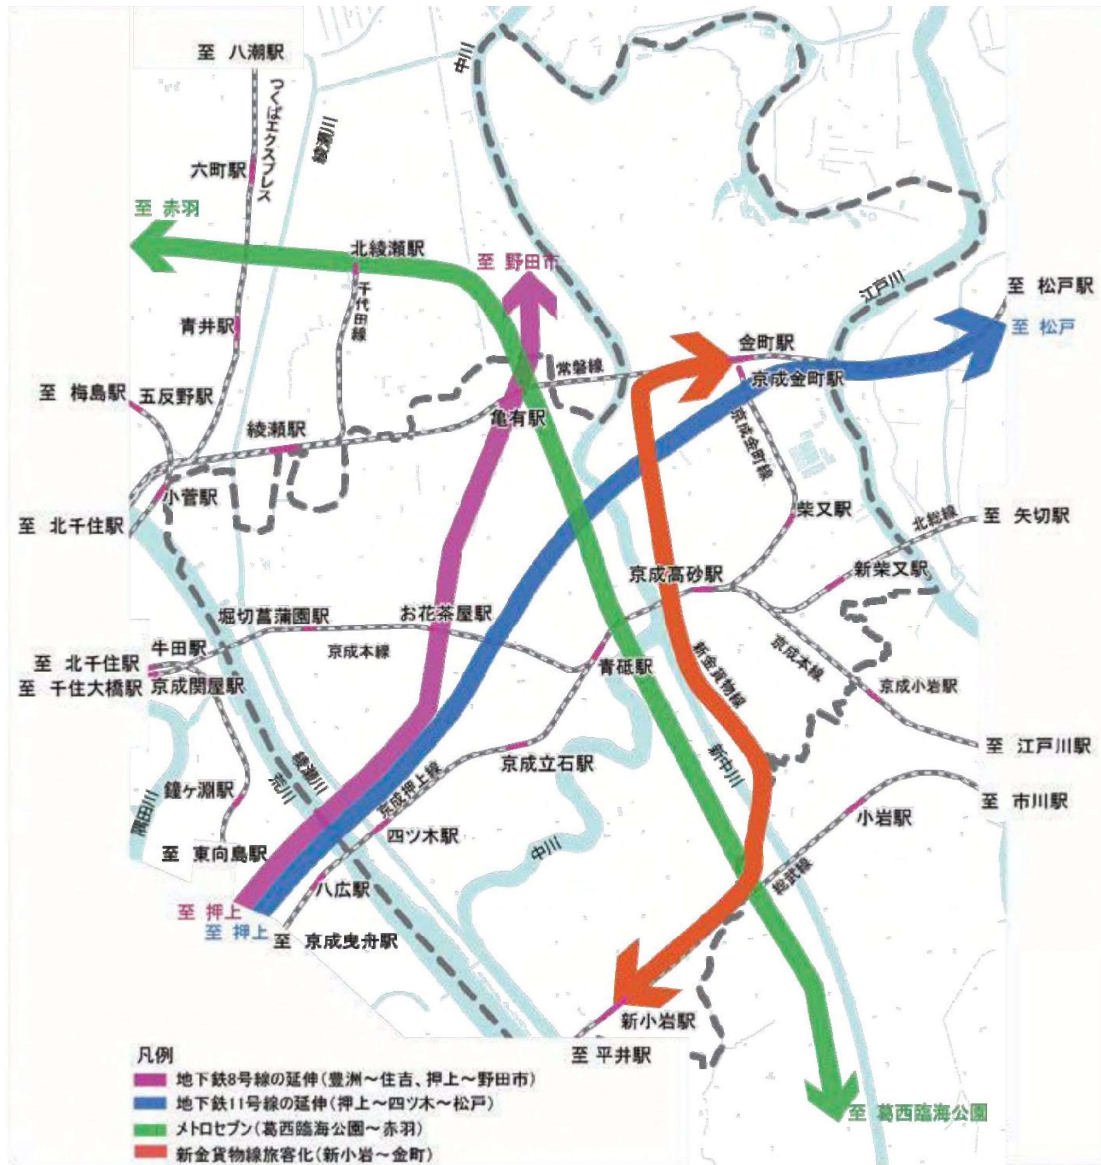 至 八潮駅
中川
つくばエクスプレス
綾瀬川
六町駅
至 赤羽
北綾瀬駅
至 野田市
千代田線
江戸川
至 松戸駅
至 松戸
青井駅
金町駅
常磐線
京成金町駅
至 梅島駅
五反野駅
亀有駅
綾瀬駅
京成金町線
小菅駅
柴又駅
北総線
至 矢切駅
至 北千住駅
京成高砂駅
新柴又駅
堀切菖蒲園駅
お花茶屋駅
牛田駅
京成本線
至 北千住駅
青砥駅
新金貨物線
京成本線
至 千住大橋駅
京成関屋駅
京成小岩駅
新中川
至 江戸川駅
京成立石駅
綾瀬川
荒川
京成押上線
鐘ヶ淵駅
隅田川
至 市川駅
小岩駅
四ツ木駅
中川
至 東向島駅
八広駅
総武線
至 押上
至 押上
至 京成曳舟駅
新小岩駅
至 平井駅
至 葛西臨海公園
凡例
地下鉄8号線の延伸(豊洲～住吉、押上～野田市)
地下鉄11号線の延伸(押上～四ツ木～松戸)
メトロセブン(葛西臨海公園～赤羽)
新金貨物線旅客化(新小岩～金町)